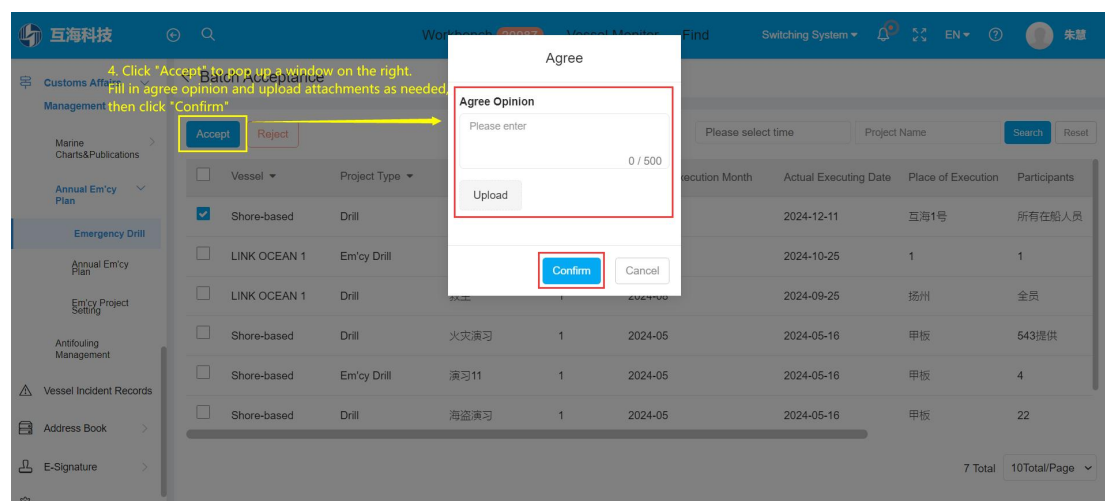 互海科技
Workbench 20087 Vessel Monitor Find
Switching System
EN
朱慧
4. Click "Accept" to pop up a window on the right.
Fill in agree opinion and upload attachments as needed,
then click "Confirm"
Customs Affairs
Management
Marine
Charts&Publications
Annual Em'cy
Plan
Emergency Drill
Annual Em'cy
Plan
Em'cy Project
Setting
Antifouling
Management
Vessel Incident Records
Address Book
E-Signature
Batch Acceptance
Accept Reject
Please select time Project Name Search Reset
Vessel Project Type Execution Month Actual Executing Date Place of Execution Participants
Shore-based Drill 2024-12-11 互海1号 所有在船人员
LINK OCEAN 1 Em'cy Drill 2024-10-25 1 1
LINK OCEAN 1 Drill 救生 1 2024-08 2024-09-25 扬州 全员
Shore-based Drill 火灾演习 1 2024-05 2024-05-16 甲板 543提供
Shore-based Em'cy Drill 演习11 1 2024-05 2024-05-16 甲板 4
Shore-based Drill 海盗演习 1 2024-05 2024-05-16 甲板 22
7 Total 10Total/Page
Agree
Agree Opinion
Please enter
0 / 500
Upload
Confirm Cancel